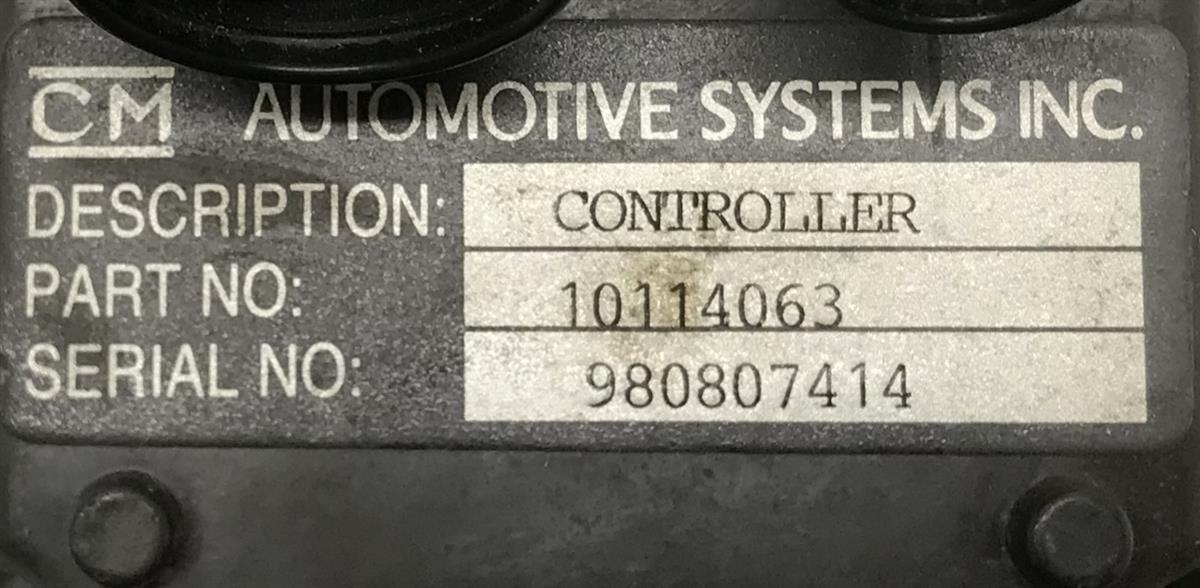 CM AUTOMOTIVE SYSTEMS INC.
DESCRIPTION: CONTROLLER
PART NO: 10114063
SERIAL NO: 980807414